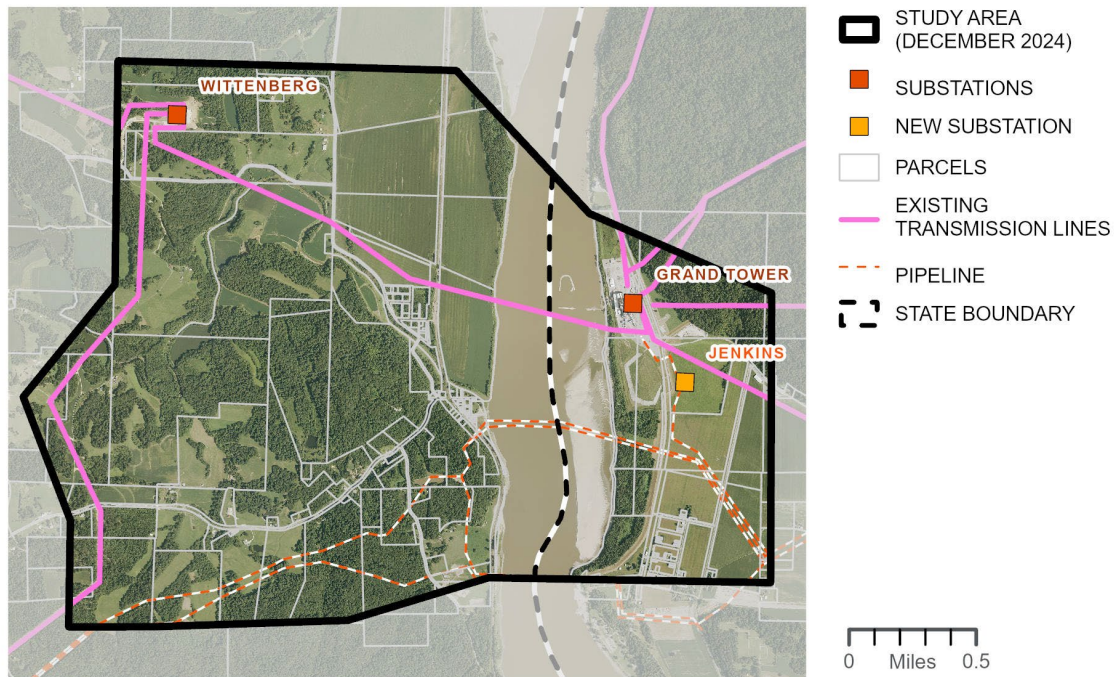 WITTENBERG
GRAND TOWER
JENKINS
STUDY AREA
(DECEMBER 2024)
SUBSTATIONS
NEW SUBSTATION
PARCELS
EXISTING
TRANSMISSION LINES
PIPELINE
STATE BOUNDARY
0 Miles 0.5